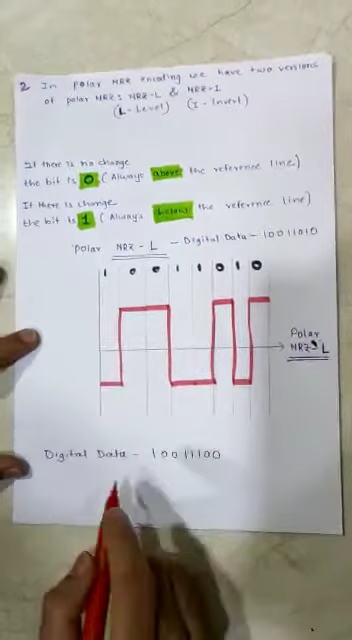 2 In Polar NRZ encoding we have two versions
of polar NRZ: NRZ-L & NRZ-I
(L-Level) (I-Invert)
If there is no change
the bit is 0 (Always above the reference line)
If there is change
the bit is 1 (Always below the reference line)
Polar NRZ-L - Digital Data - 10011010
1 0 0 1 1 0 1 0
Polar
NRZ-L
Digital Data - 10011100